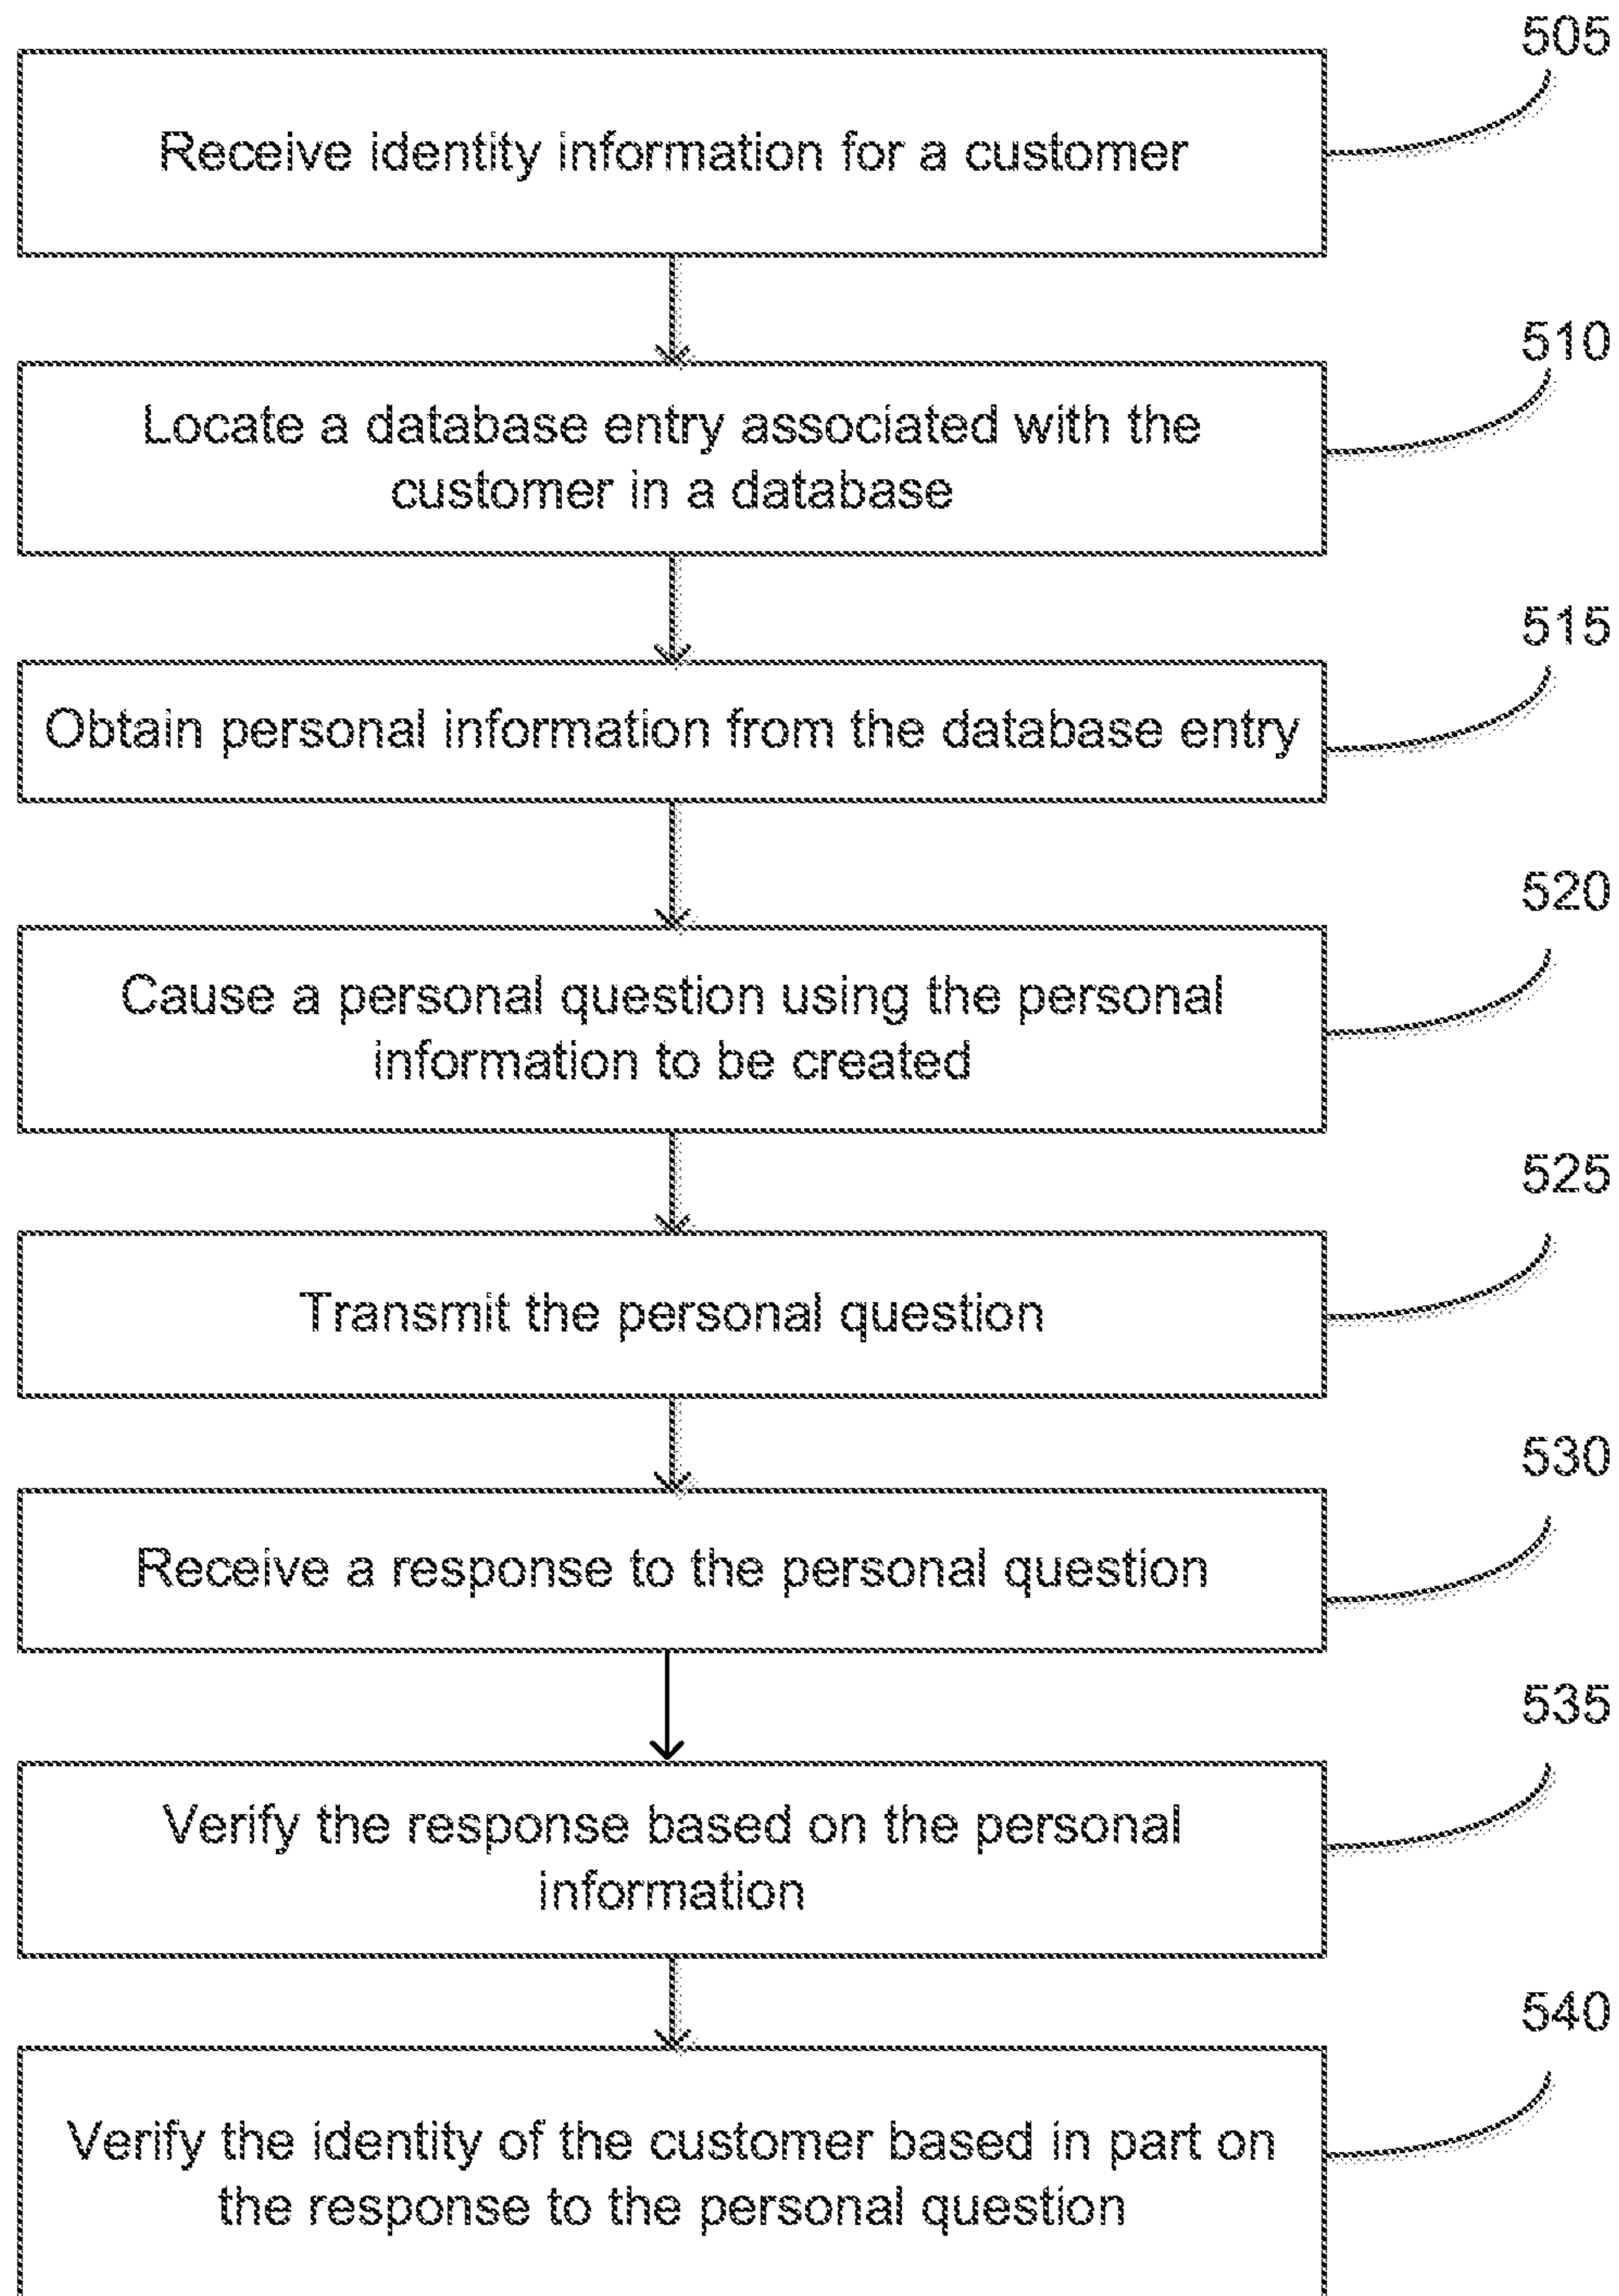 505
Receive identity information for a customer
510
Locate a database entry associated with the
customer in a database
515
Obtain personal information from the database entry
520
Cause a personal question using the personal
information to be created
525
Transmit the personal question
530
Receive a response to the personal question
535
Verify the response based on the personal
information
540
Verify the identity of the customer based in part on
the response to the personal question